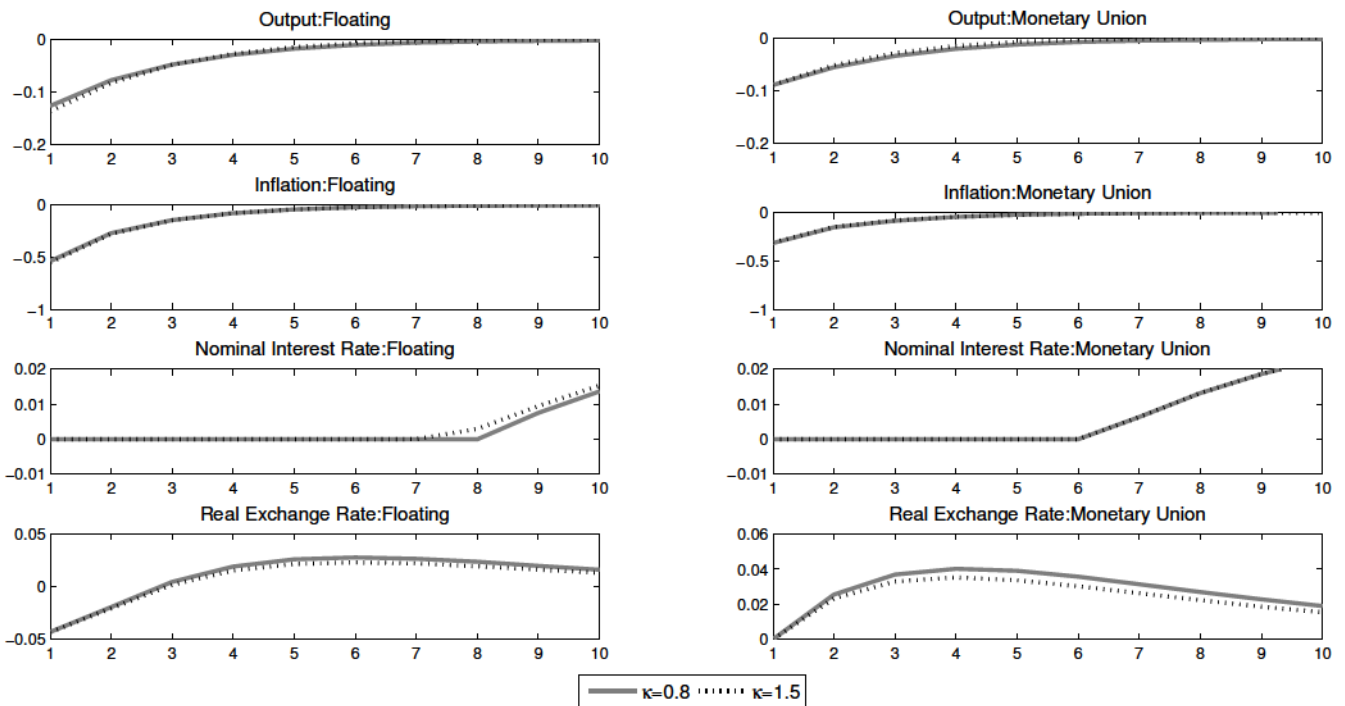 Output:Floating
0
−0.1
−0.2
1 2 3 4 5 6 7 8 9 10
Output:Monetary Union
0
−0.1
−0.2
1 2 3 4 5 6 7 8 9 10
Inflation:Floating
0
−0.5
−1
1 2 3 4 5 6 7 8 9 10
Inflation:Monetary Union
0
−0.5
−1
1 2 3 4 5 6 7 8 9 10
Nominal Interest Rate:Floating
0.02
0.01
0
−0.01
1 2 3 4 5 6 7 8 9 10
Nominal Interest Rate:Monetary Union
0.02
0.01
0
−0.01
1 2 3 4 5 6 7 8 9 10
Real Exchange Rate:Floating
0.05
0
−0.05
1 2 3 4 5 6 7 8 9 10
Real Exchange Rate:Monetary Union
0.06
0.04
0.02
0
1 2 3 4 5 6 7 8 9 10
κ=0.8 κ=1.5